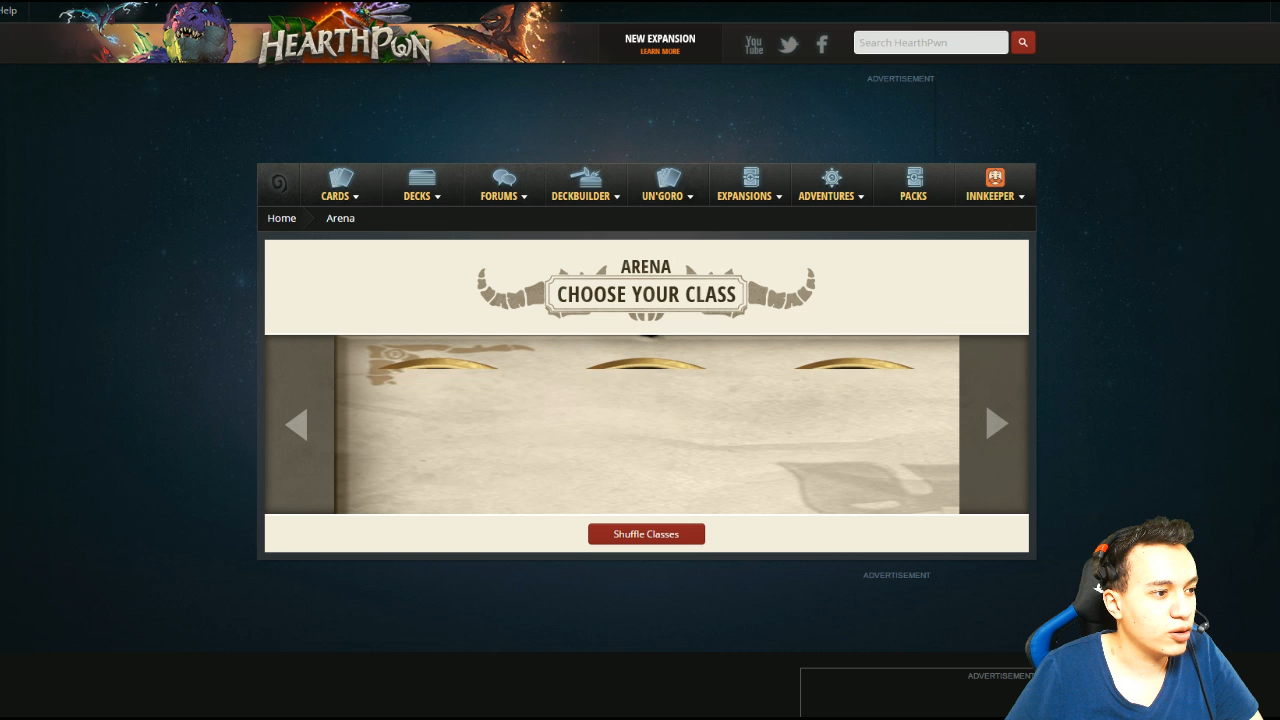 Help
HEARTHPWN
NEW EXPANSION
LEARN MORE
You
Tube
Search HearthPwn
ADVERTISEMENT
CARDS
DECKS
FORUMS
DECKBUILDER
UN'GORO
EXPANSIONS
ADVENTURES
PACKS
INNKEEPER
Home
Arena
ARENA
CHOOSE YOUR CLASS
Shuffle Classes
ADVERTISEMENT
ADVERTISEMENT